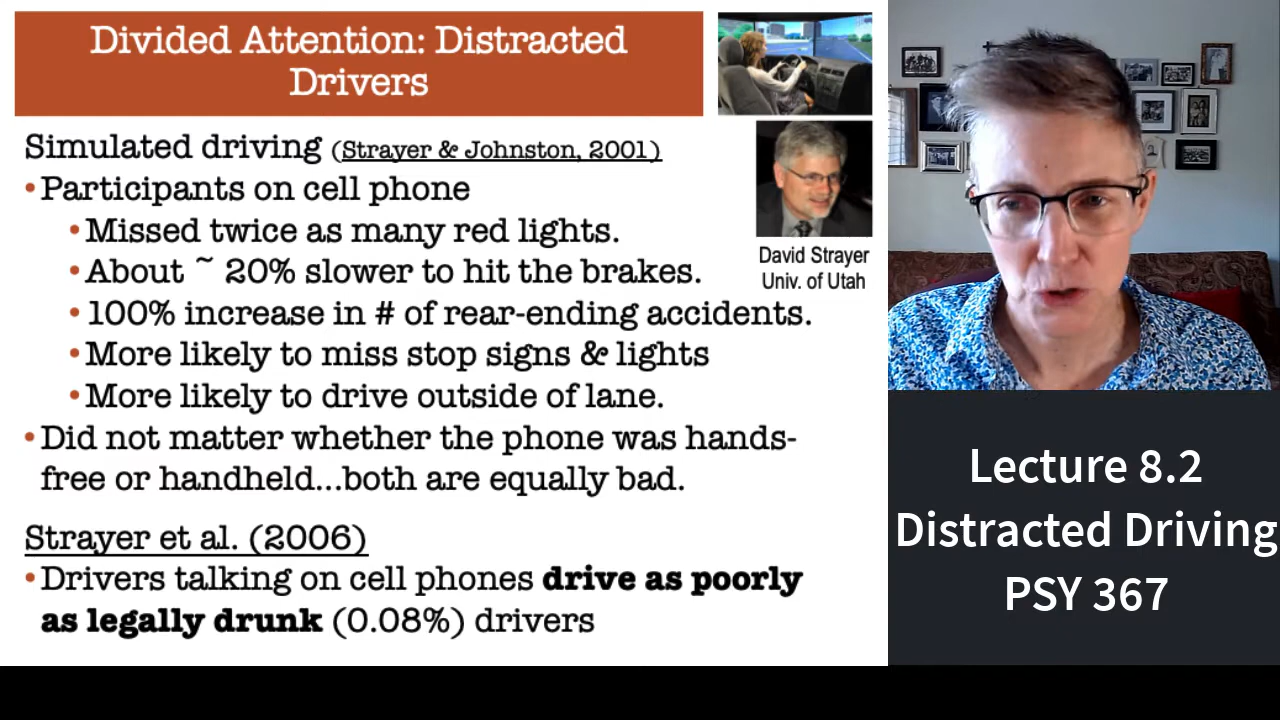 Divided Attention: Distracted
Drivers
Simulated driving (Strayer & Johnston, 2001)
•Participants on cell phone
•Missed twice as many red lights.
•About ~ 20% slower to hit the brakes.
•100% increase in # of rear-ending accidents.
•More likely to miss stop signs & lights
•More likely to drive outside of lane.
•Did not matter whether the phone was hands-
free or handheld...both are equally bad.
Strayer et al. (2006)
•Drivers talking on cell phones drive as poorly
as legally drunk (0.08%) drivers
David Strayer
Univ. of Utah
Lecture 8.2
Distracted Driving
PSY 367